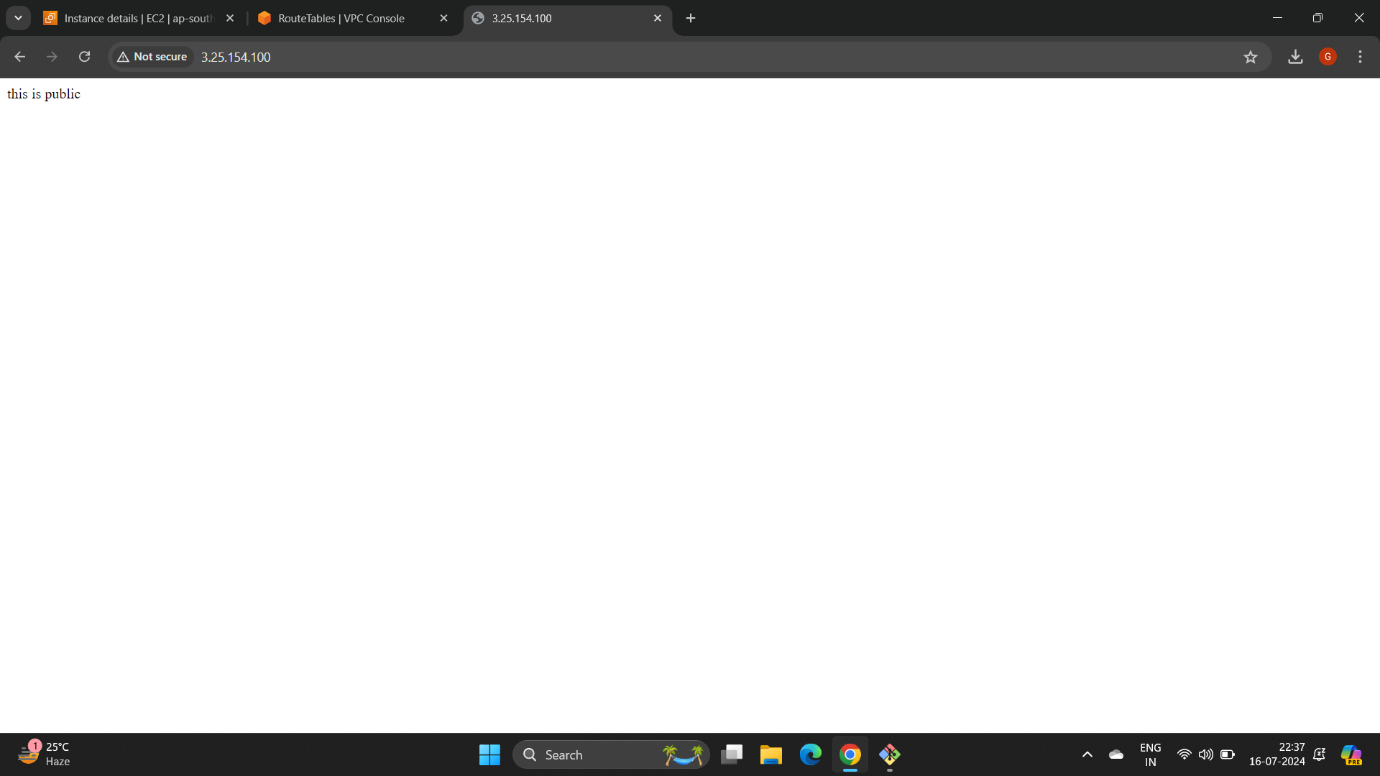 Instance details | EC2 | ap-south
RouteTables | VPC Console
3.25.154.100
Not secure
3.25.154.100
G
this is public
1
25°C
Haze
Search
ENG
IN
22:37
16-07-2024
PRE